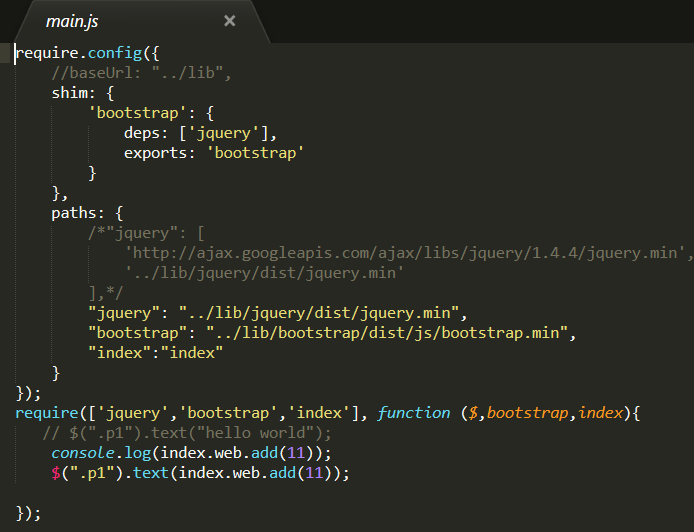 main.js ×
require.config({
    //baseUrl: "../lib",
    shim: {
        'bootstrap': {
            deps: ['jquery'],
            exports: 'bootstrap'
        }
    },
    paths: {
        /*"jquery": [
            'http://ajax.googleapis.com/ajax/libs/jquery/1.4.4/jquery.min',
            '../lib/jquery/dist/jquery.min'
        ],*/
        "jquery": "../lib/jquery/dist/jquery.min",
        "bootstrap": "../lib/bootstrap/dist/js/bootstrap.min",
        "index":"index"
    }
});
require(['jquery','bootstrap','index'], function ($,bootstrap,index){
   // $(".p1").text("hello world");
    console.log(index.web.add(11));
    $(".p1").text(index.web.add(11));

});